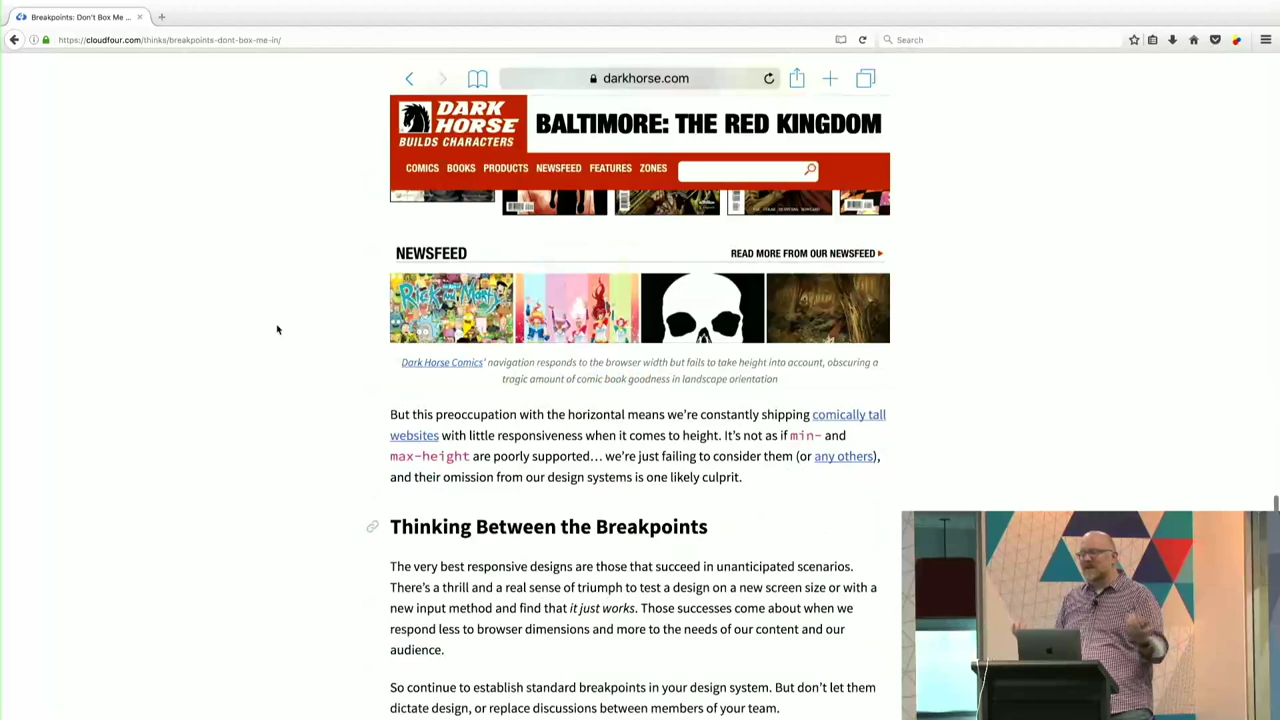 Breakpoints: Don't Box Me ...
https://cloudfour.com/thinks/breakpoints-dont-box-me-in/
Search
darkhorse.com
DARK
HORSE
BUILDS CHARACTERS
BALTIMORE: THE RED KINGDOM
COMICS BOOKS PRODUCTS NEWSFEED FEATURES ZONES
NEWSFEED
READ MORE FROM OUR NEWSFEED
Rick and Morty
Dark Horse Comics' navigation responds to the browser width but fails to take height into account, obscuring a
tragic amount of comic book goodness in landscape orientation
But this preoccupation with the horizontal means we're constantly shipping comically tall
websites with little responsiveness when it comes to height. It's not as if min- and
max-height are poorly supported… we're just failing to consider them (or any others),
and their omission from our design systems is one likely culprit.
Thinking Between the Breakpoints
The very best responsive designs are those that succeed in unanticipated scenarios.
There's a thrill and a real sense of triumph to test a design on a new screen size or with a
new input method and find that it just works. Those successes come about when we
respond less to browser dimensions and more to the needs of our content and our
audience.
So continue to establish standard breakpoints in your design system. But don't let them
dictate design, or replace discussions between members of your team.